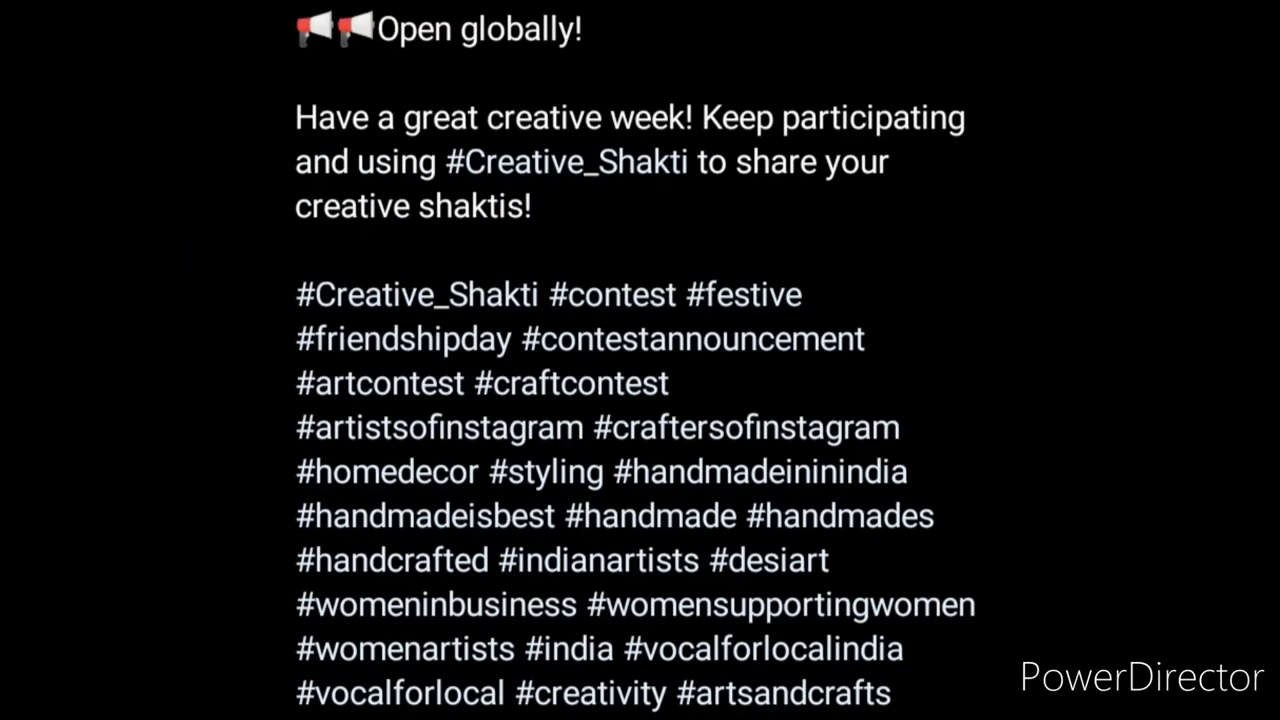 📢📢Open globally!
Have a great creative week! Keep participating
and using #Creative_Shakti to share your
creative shaktis!
#Creative_Shakti #contest #festive
#friendshipday #contestannouncement
#artcontest #craftcontest
#artistsofinstagram #craftersofinstagram
#homedecor #styling #handmadeininindia
#handmadeisbest #handmade #handmades
#handcrafted #indianartists #desiart
#womeninbusiness #womensupportingwomen
#womenartists #india #vocalforlocalindia
#vocalforlocal #creativity #artsandcrafts
PowerDirector